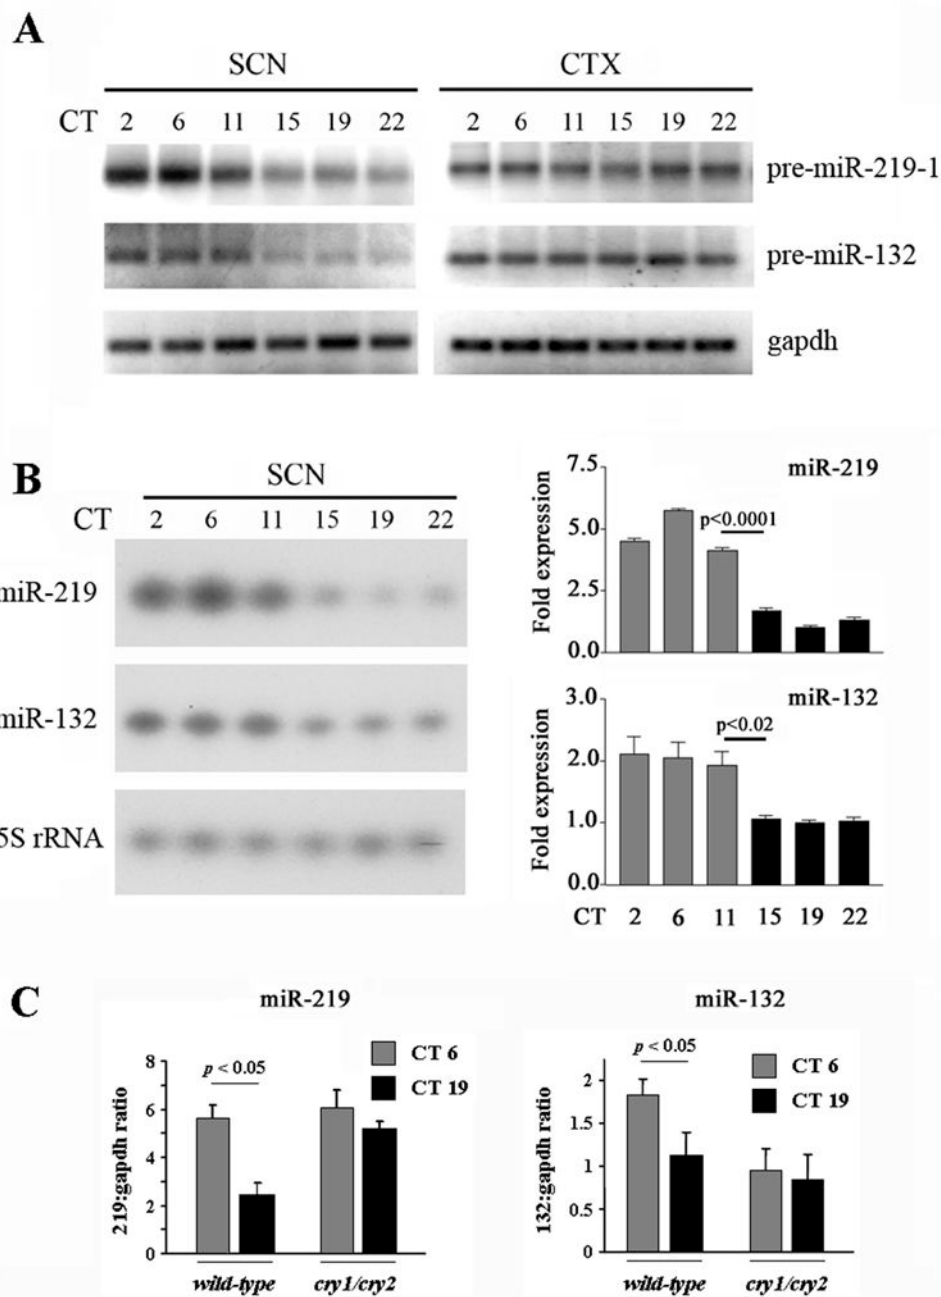 A
SCN CTX
CT 2 6 11 15 19 22 2 6 11 15 19 22
pre-miR-219-1
pre-miR-132
gapdh
B
SCN
CT 2 6 11 15 19 22
miR-219
miR-132
5S rRNA
miR-219
Fold expression
7.5
5.0
2.5
0.0
p<0.0001
miR-132
Fold expression
3.0
2.0
1.0
0.0
p<0.02
CT 2 6 11 15 19 22
C
miR-219
219:gapdh ratio
8
6
4
2
0
p < 0.05
CT 6
CT 19
wild-type cry1/cry2
miR-132
132:gapdh ratio
2
1.5
1
0.5
0
p < 0.05
CT 6
CT 19
wild-type cry1/cry2